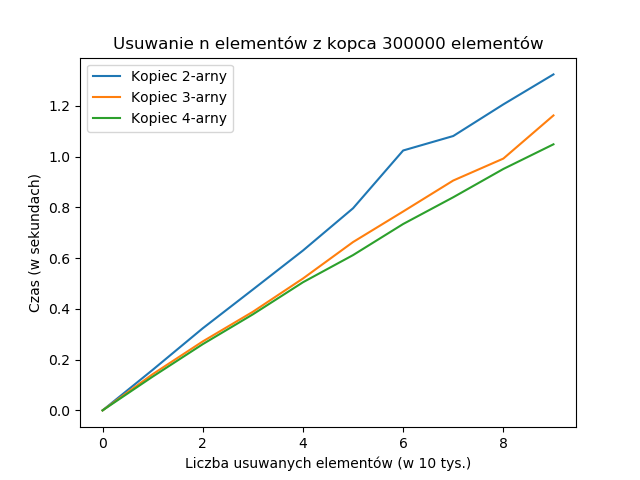 Usuwanie n elementów z kopca 300000 elementów
Kopiec 2-arny
Kopiec 3-arny
Kopiec 4-arny
Czas (w sekundach)
1.2
1.0
0.8
0.6
0.4
0.2
0.0
0 2 4 6 8
Liczba usuwanych elementów (w 10 tys.)